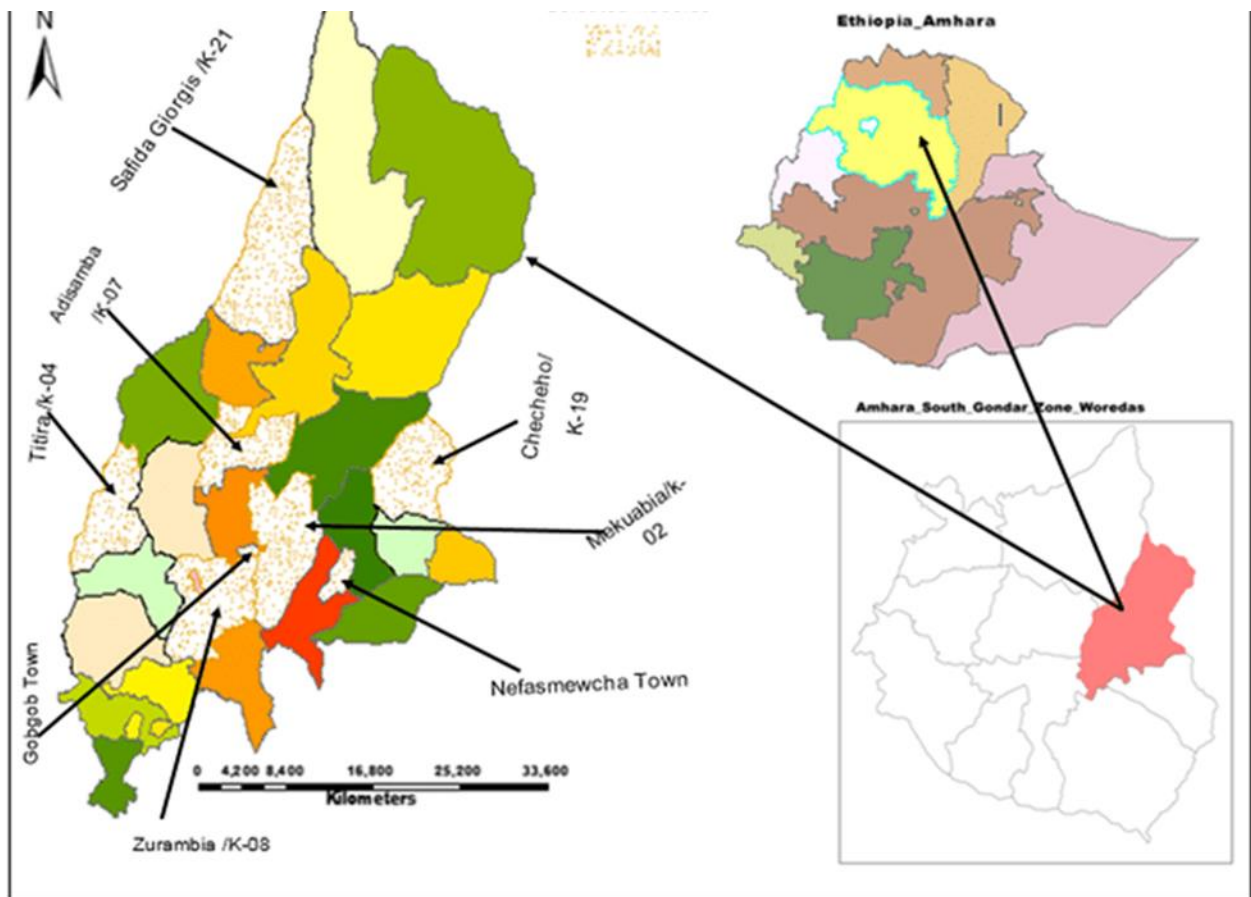 N
Ethiopia_Amhara
Safida Giorgis /K-21
Adisamba
/K-07
Titira/k-04
Checheho/
K-19
Amhara_South_Gondar_Zone_Woredas
Mekuabia/k-
02
Gobgob Town
Nefasmewcha Town
0 4,200 8,400 16,800 25,200 33,600
Kilometers
Zurambia /K-08